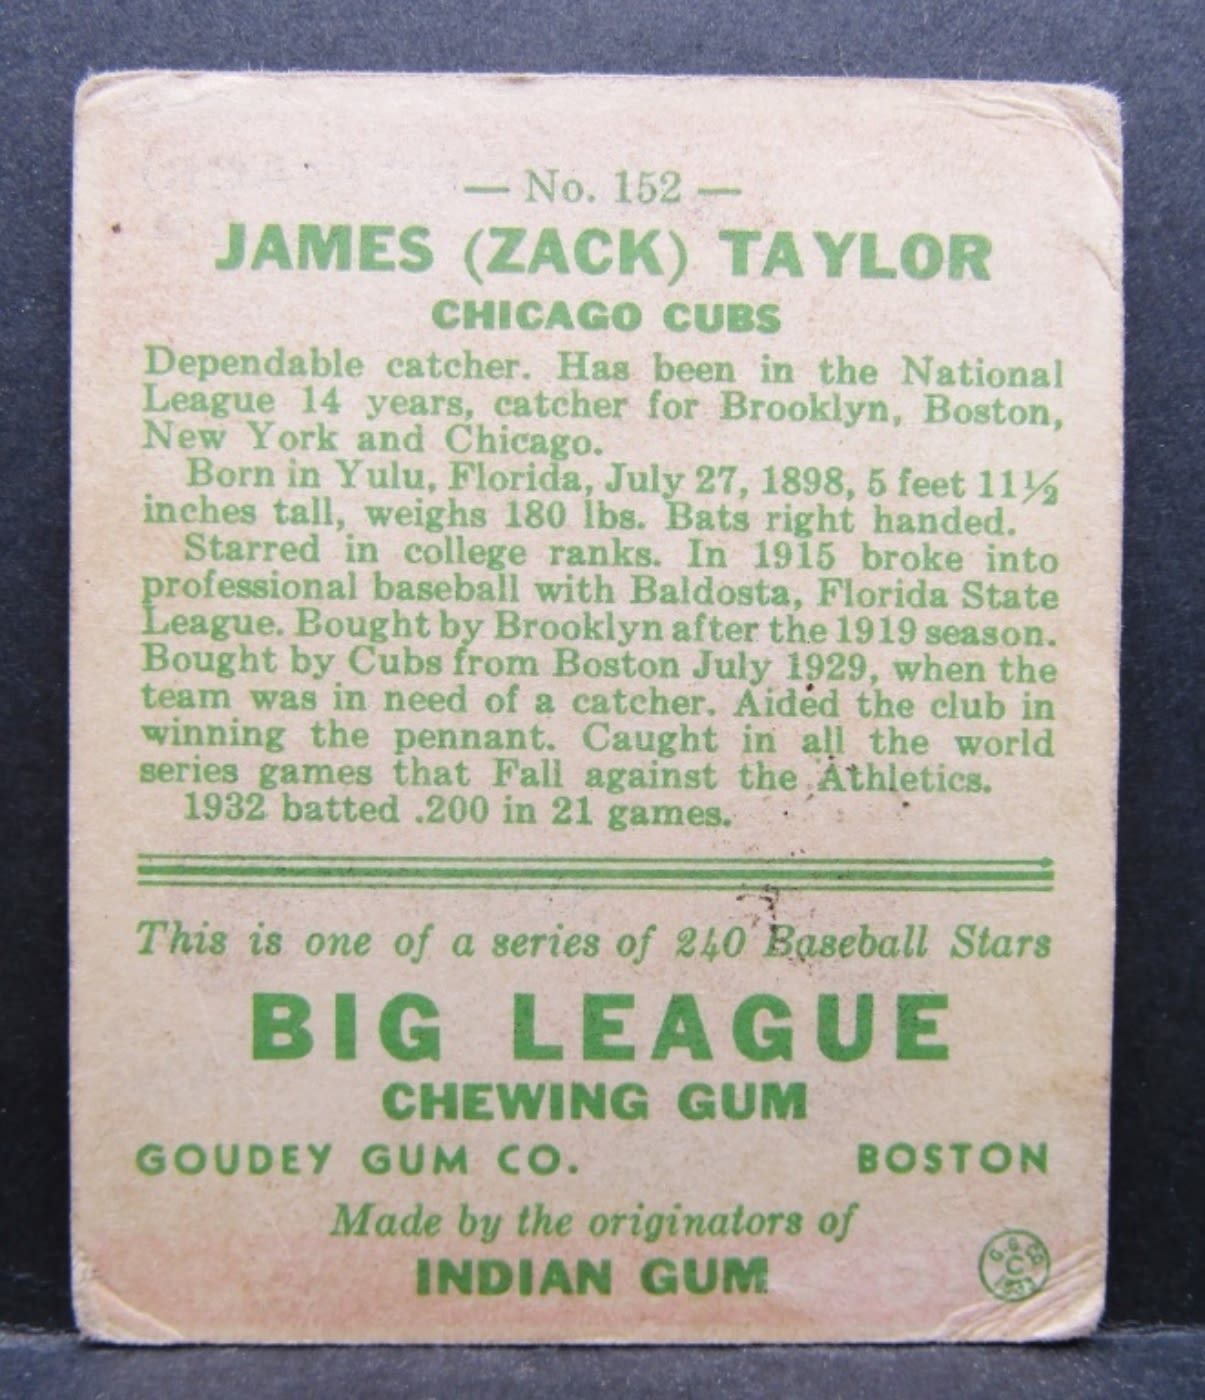 — No. 152 —
JAMES (ZACK) TAYLOR
CHICAGO CUBS
Dependable catcher. Has been in the National
League 14 years, catcher for Brooklyn, Boston,
New York and Chicago.
Born in Yulu, Florida, July 27, 1898, 5 feet 11½
inches tall, weighs 180 lbs. Bats right handed.
Starred in college ranks. In 1915 broke into
professional baseball with Baldosta, Florida State
League. Bought by Brooklyn after the 1919 season.
Bought by Cubs from Boston July 1929, when the
team was in need of a catcher. Aided the club in
winning the pennant. Caught in all the world
series games that Fall against the Athletics.
1932 batted .200 in 21 games.
This is one of a series of 240 Baseball Stars
BIG LEAGUE
CHEWING GUM
GOUDEY GUM CO. BOSTON
Made by the originators of
INDIAN GUM